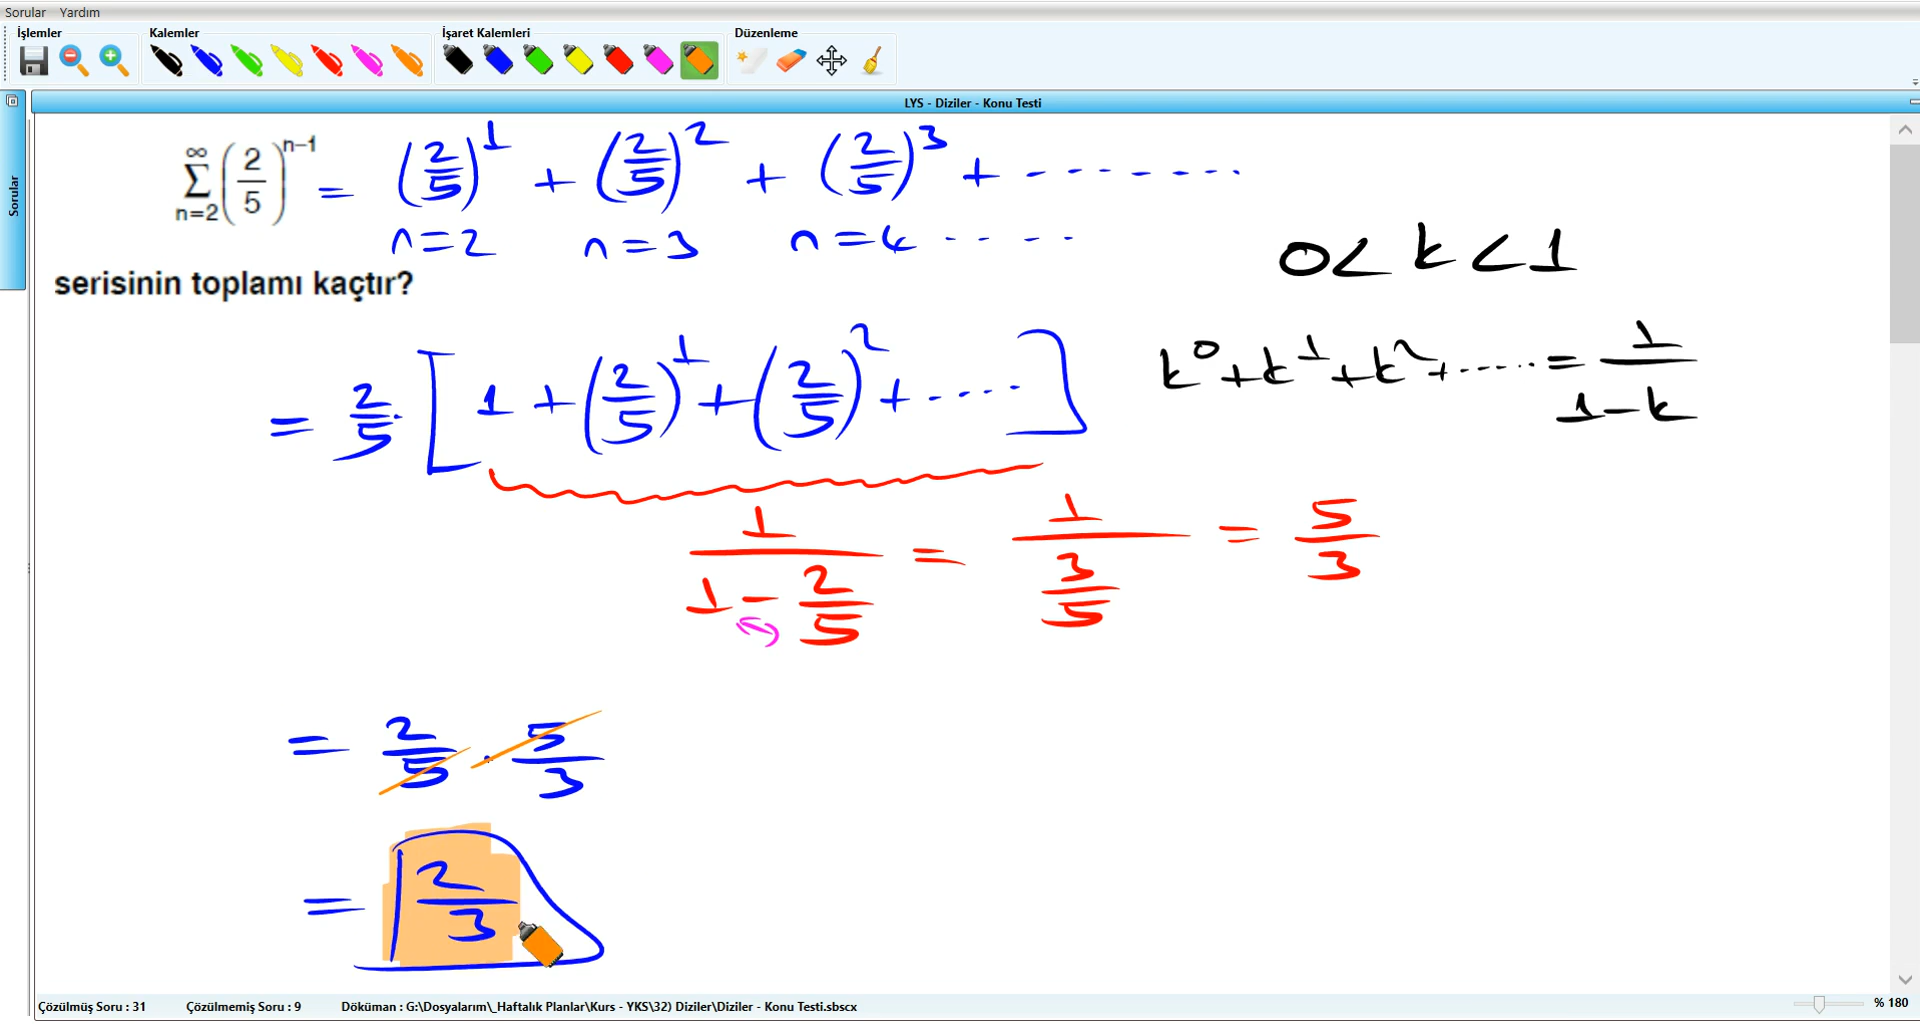 Sorular Yardım
İşlemler Kalemler İşaret Kalemleri Düzenleme
LYS - Diziler - Konu Testi
Sorular
∞ Σ n=2 (2/5)^(n-1) = (2/5)^1 + (2/5)^2 + (2/5)^3 + ........
n=2 n=3 n=4 ....
0< k <1
serisinin toplamı kaçtır?
= 2/5 · [1 + (2/5)^1 + (2/5)^2 + ....]
k^0 + k^1 + k^2 + ..... = 1/(1-k)
1/(1 - 2/5) = 1/(3/5) = 5/3
= 2/5 · 5/3
= 2/3
Çözülmüş Soru : 31 Çözülmemiş Soru : 9 Döküman : G:\Dosyalarım\_Haftalık Planlar\Kurs - YKS\32) Diziler\Diziler - Konu Testi.sbscx % 180